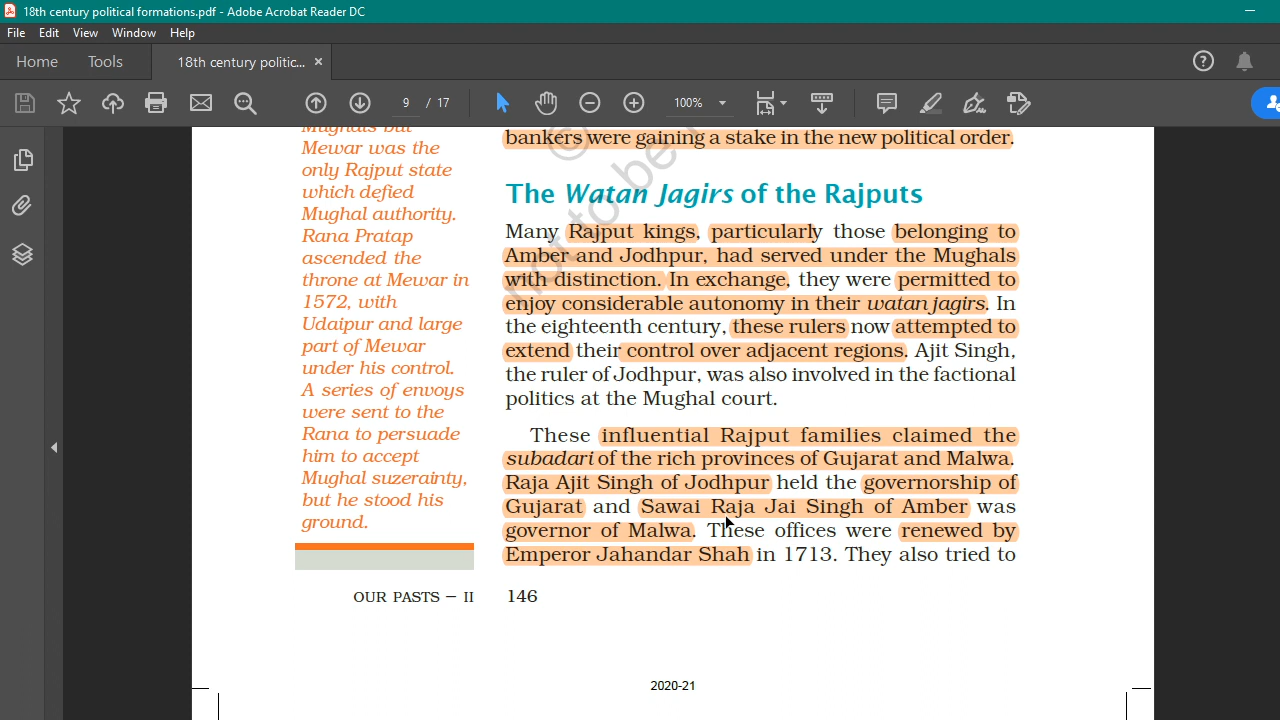 18th century political formations.pdf - Adobe Acrobat Reader DC
File Edit View Window Help
Home Tools 18th century politic... ×
9 / 17 100%
Mughals but
Mewar was the
only Rajput state
which defied
Mughal authority.
Rana Pratap
ascended the
throne at Mewar in
1572, with
Udaipur and large
part of Mewar
under his control.
A series of envoys
were sent to the
Rana to persuade
him to accept
Mughal suzerainty,
but he stood his
ground.
bankers were gaining a stake in the new political order.
The Watan Jagirs of the Rajputs
Many Rajput kings, particularly those belonging to
Amber and Jodhpur, had served under the Mughals
with distinction. In exchange, they were permitted to
enjoy considerable autonomy in their watan jagirs. In
the eighteenth century, these rulers now attempted to
extend their control over adjacent regions. Ajit Singh,
the ruler of Jodhpur, was also involved in the factional
politics at the Mughal court.
These influential Rajput families claimed the
subadari of the rich provinces of Gujarat and Malwa.
Raja Ajit Singh of Jodhpur held the governorship of
Gujarat and Sawai Raja Jai Singh of Amber was
governor of Malwa. These offices were renewed by
Emperor Jahandar Shah in 1713. They also tried to
OUR PASTS – II 146
2020-21
© not to be